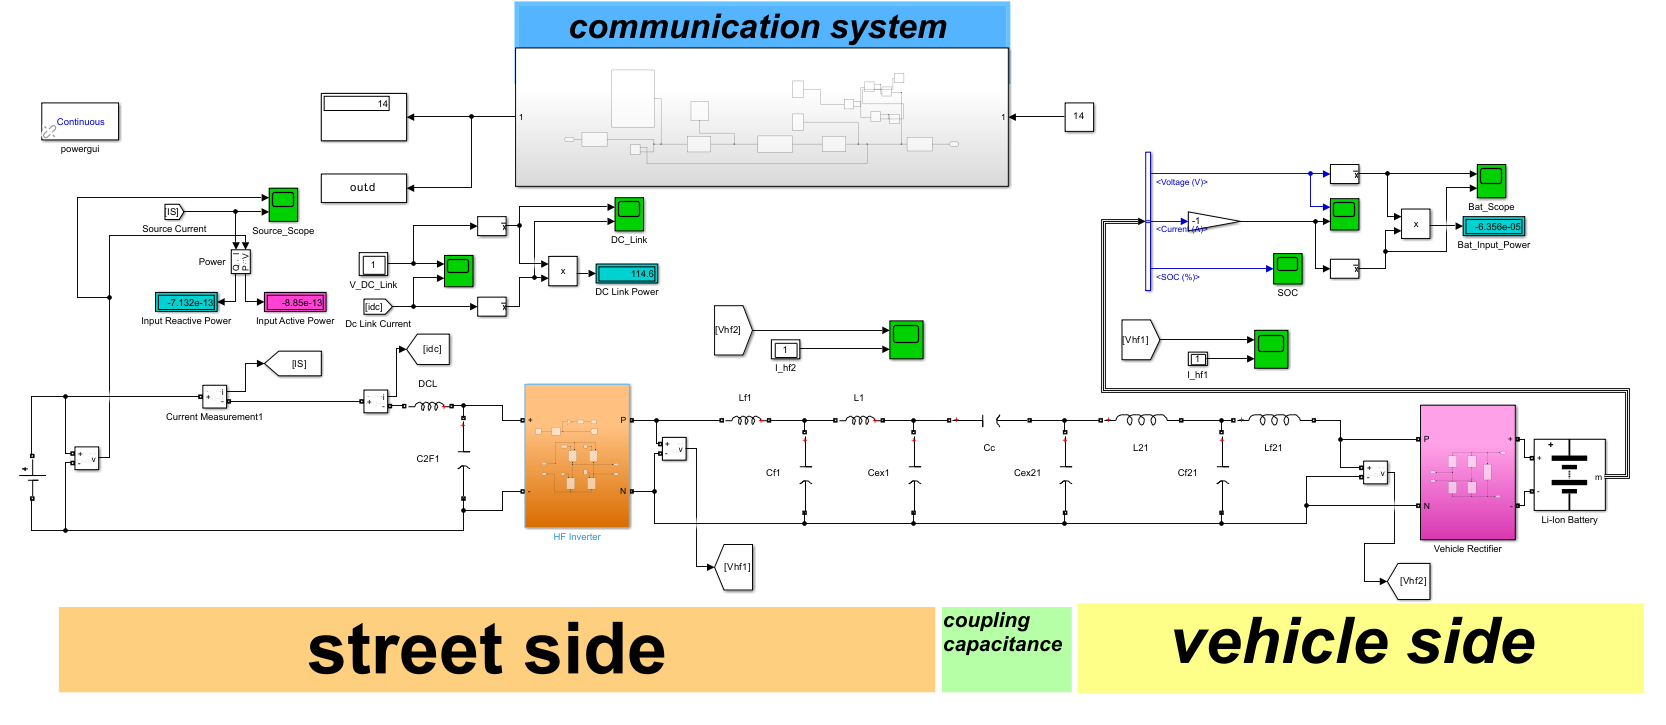 communication system
14
1
1
14
Continuous
powergui
outd
<Voltage (V)>
[IS]
Source Current
Source_Scope
Bat_Scope
-1
<Current (A)>
x
-6.356e-05
Bat_Input_Power
DC_Link
Power
Q
I
P
V
1
V_DC_Link
x
114.6
DC Link Power
<SOC (%)>
SOC
-7.132e-13
-8.85e-13
Input Reactive Power
Input Active Power
[idc]
Dc Link Current
[Vhf2]
1
I_hf2
[Vhf1]
1
I_hf1
[idc]
[IS]
DCL
Current Measurement1
Lf1
L1
Cc
L21
Lf21
C2F1
Cf1
Cex1
Cex21
Cf21
+
-
P
N
HF Inverter
+
-
v
+
-
i
P
N
+
-
Vehicle Rectifier
+
-
m
Li-Ion Battery
[Vhf1]
[Vhf2]
street side
coupling
capacitance
vehicle side